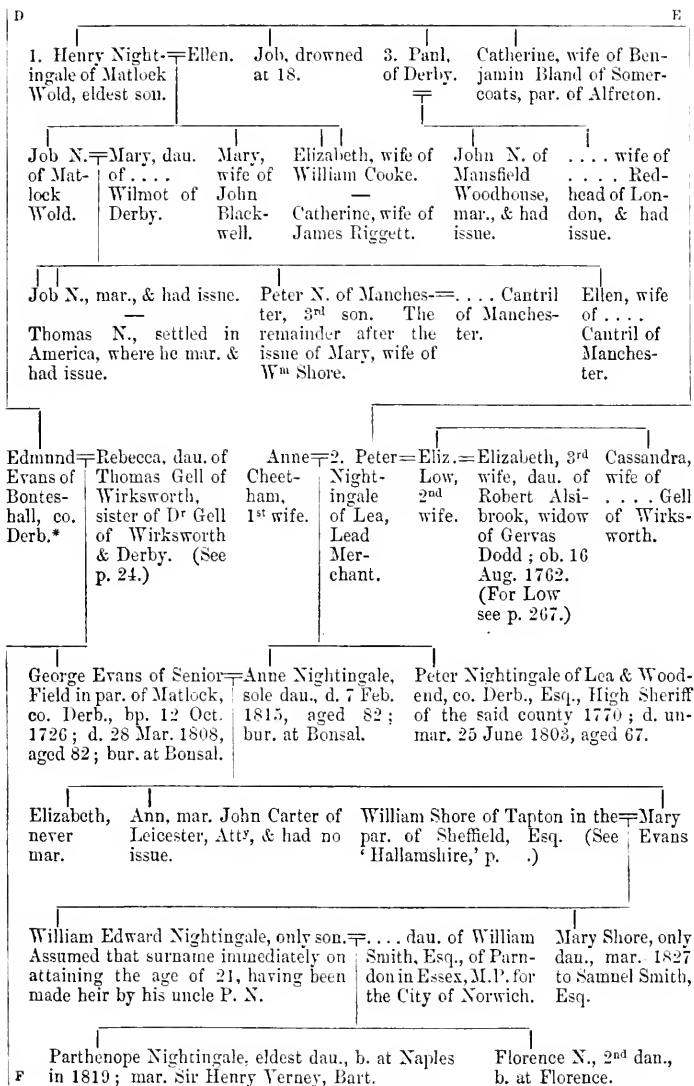 D E
1. Henry Night-
ingale of Matlock
Wold, eldest son.
Ellen.
Job, drowned
at 18.
3. Paul,
of Derby.
Catherine, wife of Ben-
jamin Bland of Somer-
coats, par. of Alfreton.
Job N.
of Mat-
lock
Wold.
Mary, dau.
of . . . .
Wilmot of
Derby.
Mary,
wife of
John
Black-
well.
Elizabeth, wife of
William Cooke.
—
Catherine, wife of
James Riggett.
John N. of
Mansfield
Woodhouse,
mar., & had
issue.
. . . . wife of
. . . . Red-
head of Lon-
don, & had
issue.
Job N., mar., & had issue.
—
Thomas N., settled in
America, where he mar. &
had issue.
Peter N. of Manches-
ter, 3rd son. The
remainder after the
issue of Mary, wife of
Wm Shore.
. . . . Cantril
of Manches-
ter.
Ellen, wife
of . . . .
Cantril of
Manches-
ter.
Edmund
Evans of
Bontes-
hall, co.
Derb.*
Rebecca, dau. of
Thomas Gell of
Wirksworth,
sister of Dr Gell
of Wirksworth
& Derby. (See
p. 24.)
Anne
Cheet-
ham,
1st wife.
2. Peter
Night-
ingale
of Lea,
Lead
Mer-
chant.
Eliz.
Low,
2nd
wife.
Elizabeth, 3rd
wife, dau. of
Robert Alsi-
brook, widow
of Gervas
Dodd ; ob. 16
Aug. 1762.
(For Low
see p. 267.)
Cassandra,
wife of
. . . . Gell
of Wirks-
worth.
George Evans of Senior
Field in par. of Matlock,
co. Derb., bp. 12 Oct.
1726 ; d. 28 Mar. 1808,
aged 82 ; bur. at Bonsal.
Anne Nightingale,
sole dau., d. 7 Feb.
1815, aged 82 ;
bur. at Bonsal.
Peter Nightingale of Lea & Wood-
end, co. Derb., Esq., High Sheriff
of the said county 1770 ; d. un-
mar. 25 June 1803, aged 67.
Elizabeth,
never
mar.
Ann, mar. John Carter of
Leicester, Atty, & had no
issue.
William Shore of Tapton in the
par. of Sheffield, Esq. (See
‘ Hallamshire,’ p. .)
Mary
Evans
William Edward Nightingale, only son.
Assumed that surname immediately on
attaining the age of 21, having been
made heir by his uncle P. N.
. . . . dau. of William
Smith, Esq., of Parn-
don in Essex, M.P. for
the City of Norwich.
Mary Shore, only
dau., mar. 1827
to Samuel Smith,
Esq.
Parthenope Nightingale, eldest dau., b. at Naples
in 1819 ; mar. Sir Henry Verney, Bart.
Florence N., 2nd dau.,
b. at Florence.
F